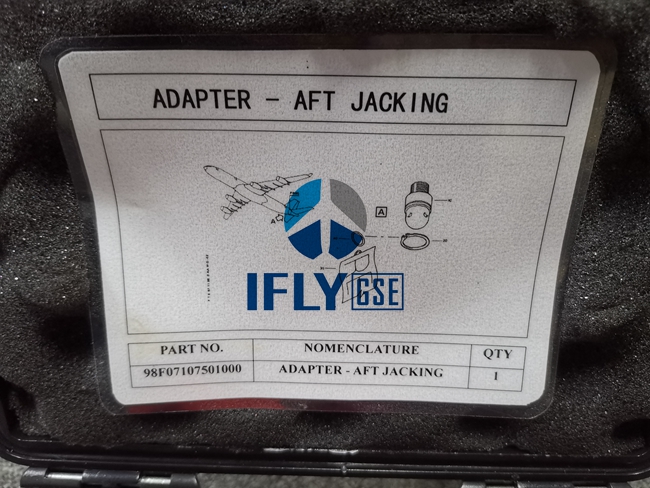 ADAPTER - AFT JACKING
A
IFLY GSE
PART NO. NOMENCLATURE QTY
98F07107501000 ADAPTER - AFT JACKING 1